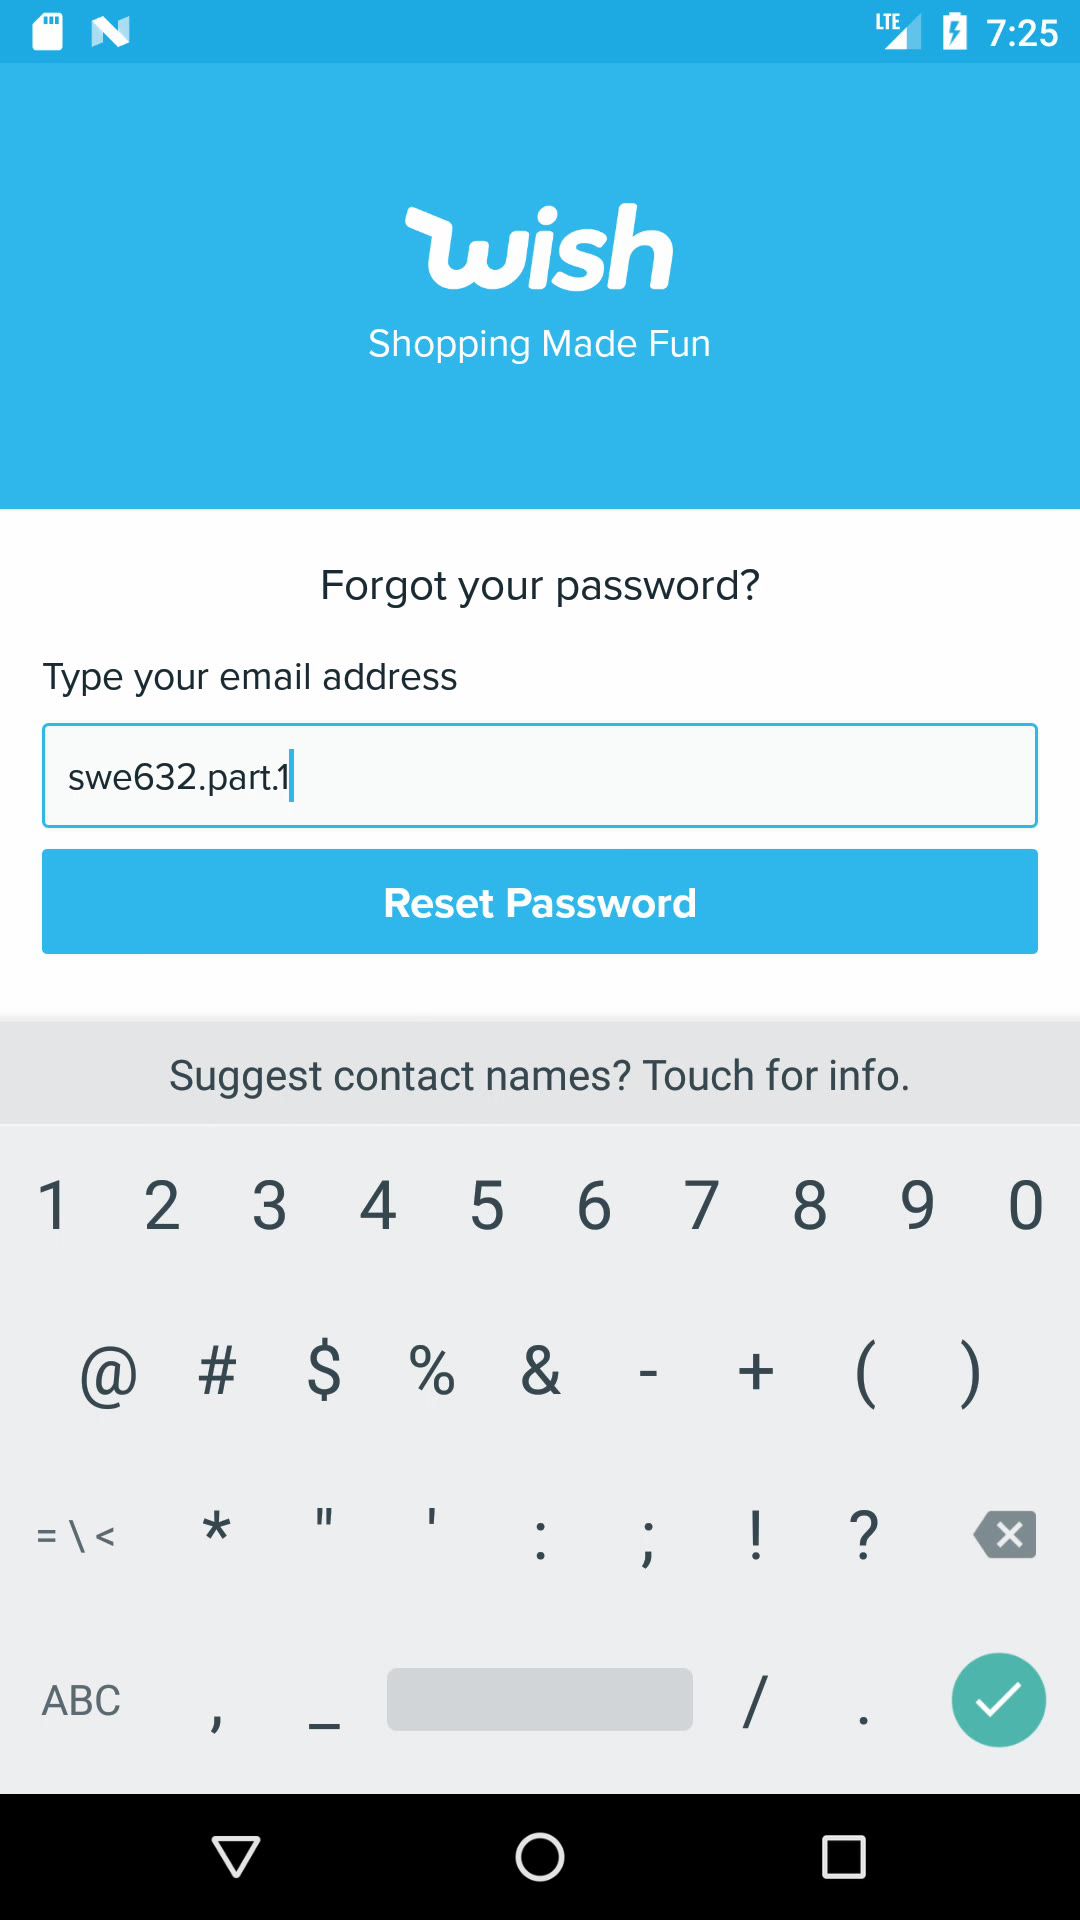 LTE 7:25
wish
Shopping Made Fun
Forgot your password?
Type your email address
swe632.part.1
Reset Password
Suggest contact names? Touch for info.
1 2 3 4 5 6 7 8 9 0
@ # $ % & - + ( )
= \ < * " ' : ; ! ?
ABC , _ / .